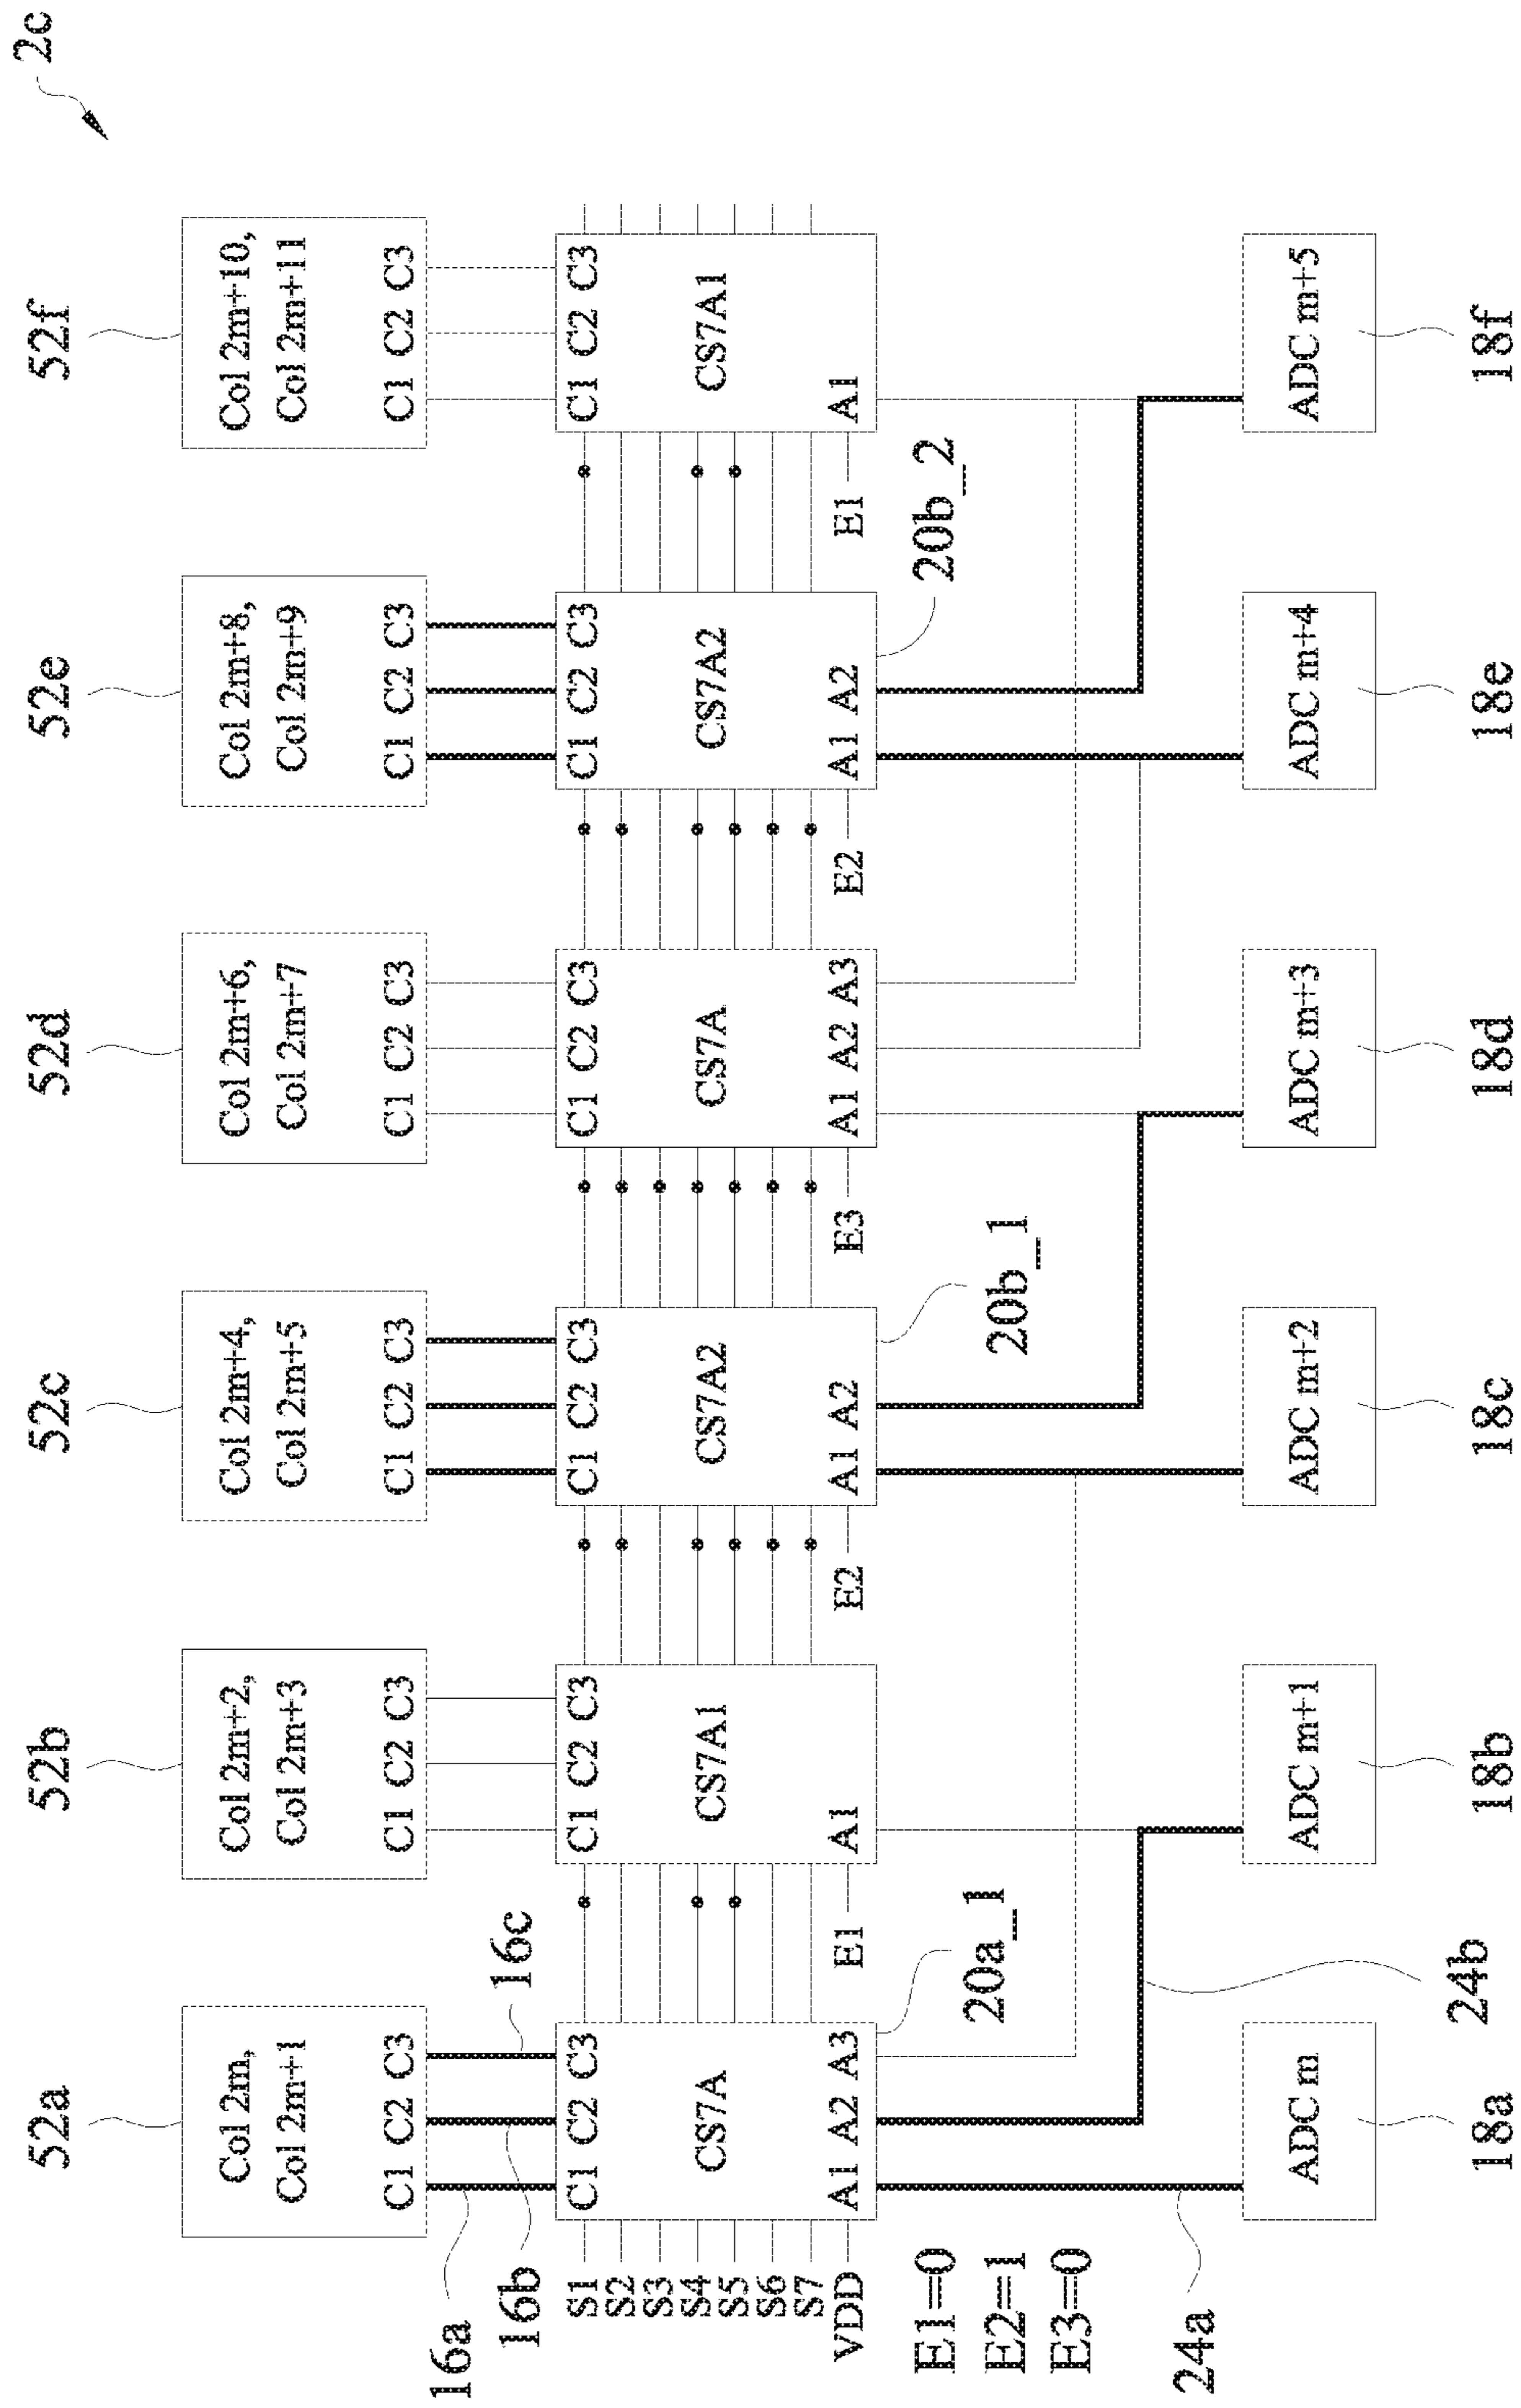 2c
52a
52b
52c
52d
52e
52f
Col 2m,
Col 2m+1
C1 C2 C3
Col 2m+2,
Col 2m+3
C1 C2 C3
Col 2m+4,
Col 2m+5
C1 C2 C3
Col 2m+6,
Col 2m+7
C1 C2 C3
Col 2m+8,
Col 2m+9
C1 C2 C3
Col 2m+10,
Col 2m+11
C1 C2 C3
16a
16b
16c
S1
S2
S3
S4
S5
S6
S7
VDD
C1 C2 C3
CS7A
A1 A2 A3
E1
C1 C2 C3
CS7A1
A1
E2
C1 C2 C3
CS7A2
A1 A2
E3
C1 C2 C3
CS7A
A1 A2 A3
E2
C1 C2 C3
CS7A2
A1 A2
E1
C1 C2 C3
CS7A1
A1
20a_1
20b_1
20b_2
E1=0
E2=1
E3=0
24a
24b
ADC m
ADC m+1
ADC m+2
ADC m+3
ADC m+4
ADC m+5
18a
18b
18c
18d
18e
18f